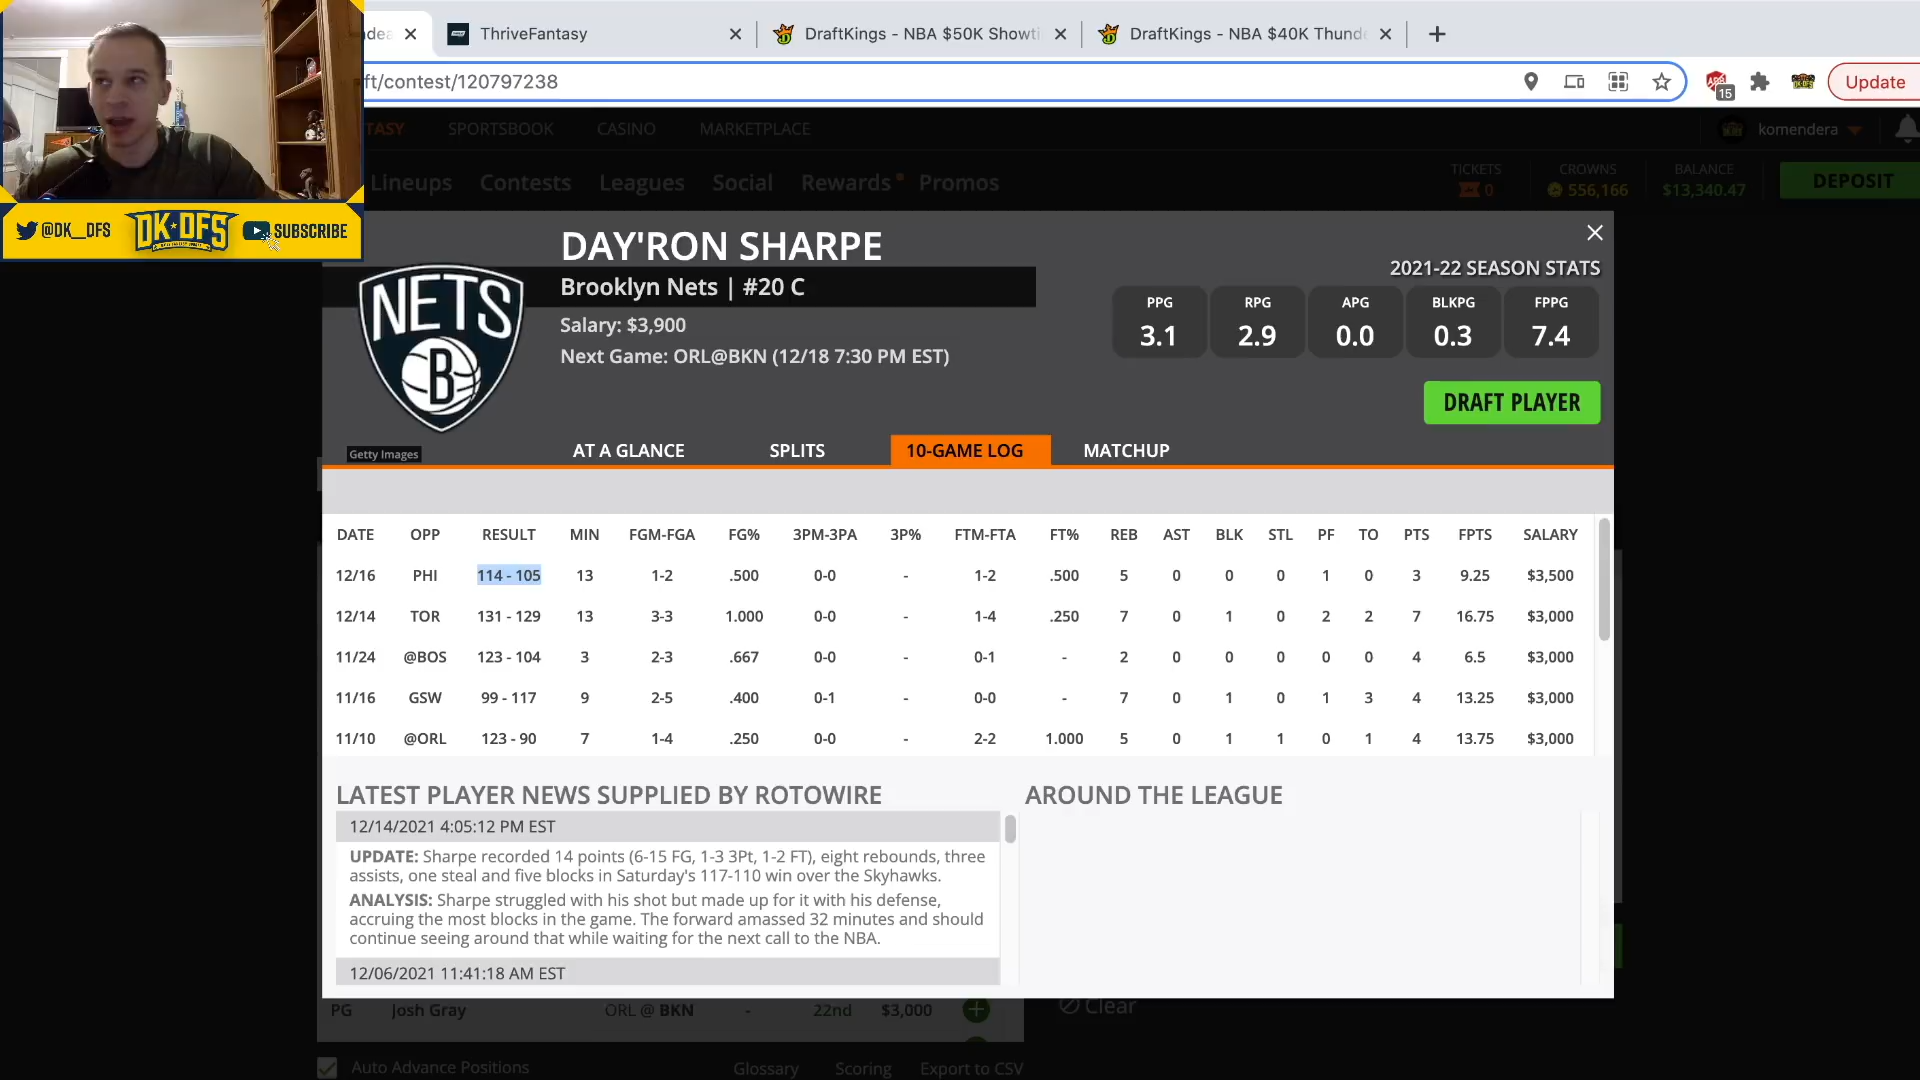 ThriveFantasy
DraftKings - NBA $50K Showti
DraftKings - NBA $40K Thund
ft/contest/120797238
15
Update
TASY
SPORTSBOOK
CASINO
MARKETPLACE
komendera
Lineups
Contests
Leagues
Social
Rewards
Promos
TICKETS
0
CROWNS
556,166
BALANCE
$13,340.47
DEPOSIT
@DK__DFS
DK★DFS
SUBSCRIBE
DAY'RON SHARPE
Brooklyn Nets | #20 C
Salary: $3,900
Next Game: ORL@BKN (12/18 7:30 PM EST)
NETS
B
Getty Images
2021-22 SEASON STATS
PPG RPG APG BLKPG FPPG
3.1 2.9 0.0 0.3 7.4
DRAFT PLAYER
AT A GLANCE SPLITS 10-GAME LOG MATCHUP
DATE OPP RESULT MIN FGM-FGA FG% 3PM-3PA 3P% FTM-FTA FT% REB AST BLK STL PF TO PTS FPTS SALARY
12/16 PHI 114 - 105 13 1-2 .500 0-0 - 1-2 .500 5 0 0 0 1 0 3 9.25 $3,500
12/14 TOR 131 - 129 13 3-3 1.000 0-0 - 1-4 .250 7 0 1 0 2 2 7 16.75 $3,000
11/24 @BOS 123 - 104 3 2-3 .667 0-0 - 0-1 - 2 0 0 0 0 0 4 6.5 $3,000
11/16 GSW 99 - 117 9 2-5 .400 0-1 - 0-0 - 7 0 1 0 1 3 4 13.25 $3,000
11/10 @ORL 123 - 90 7 1-4 .250 0-0 - 2-2 1.000 5 0 1 1 0 1 4 13.75 $3,000
LATEST PLAYER NEWS SUPPLIED BY ROTOWIRE
12/14/2021 4:05:12 PM EST
UPDATE: Sharpe recorded 14 points (6-15 FG, 1-3 3Pt, 1-2 FT), eight rebounds, three
assists, one steal and five blocks in Saturday's 117-110 win over the Skyhawks.
ANALYSIS: Sharpe struggled with his shot but made up for it with his defense,
accruing the most blocks in the game. The forward amassed 32 minutes and should
continue seeing around that while waiting for the next call to the NBA.
12/06/2021 11:41:18 AM EST
AROUND THE LEAGUE
PG Josh Gray ORL @ BKN - 22nd $3,000
Clear
Auto Advance Positions
Glossary
Scoring
Export to CSV